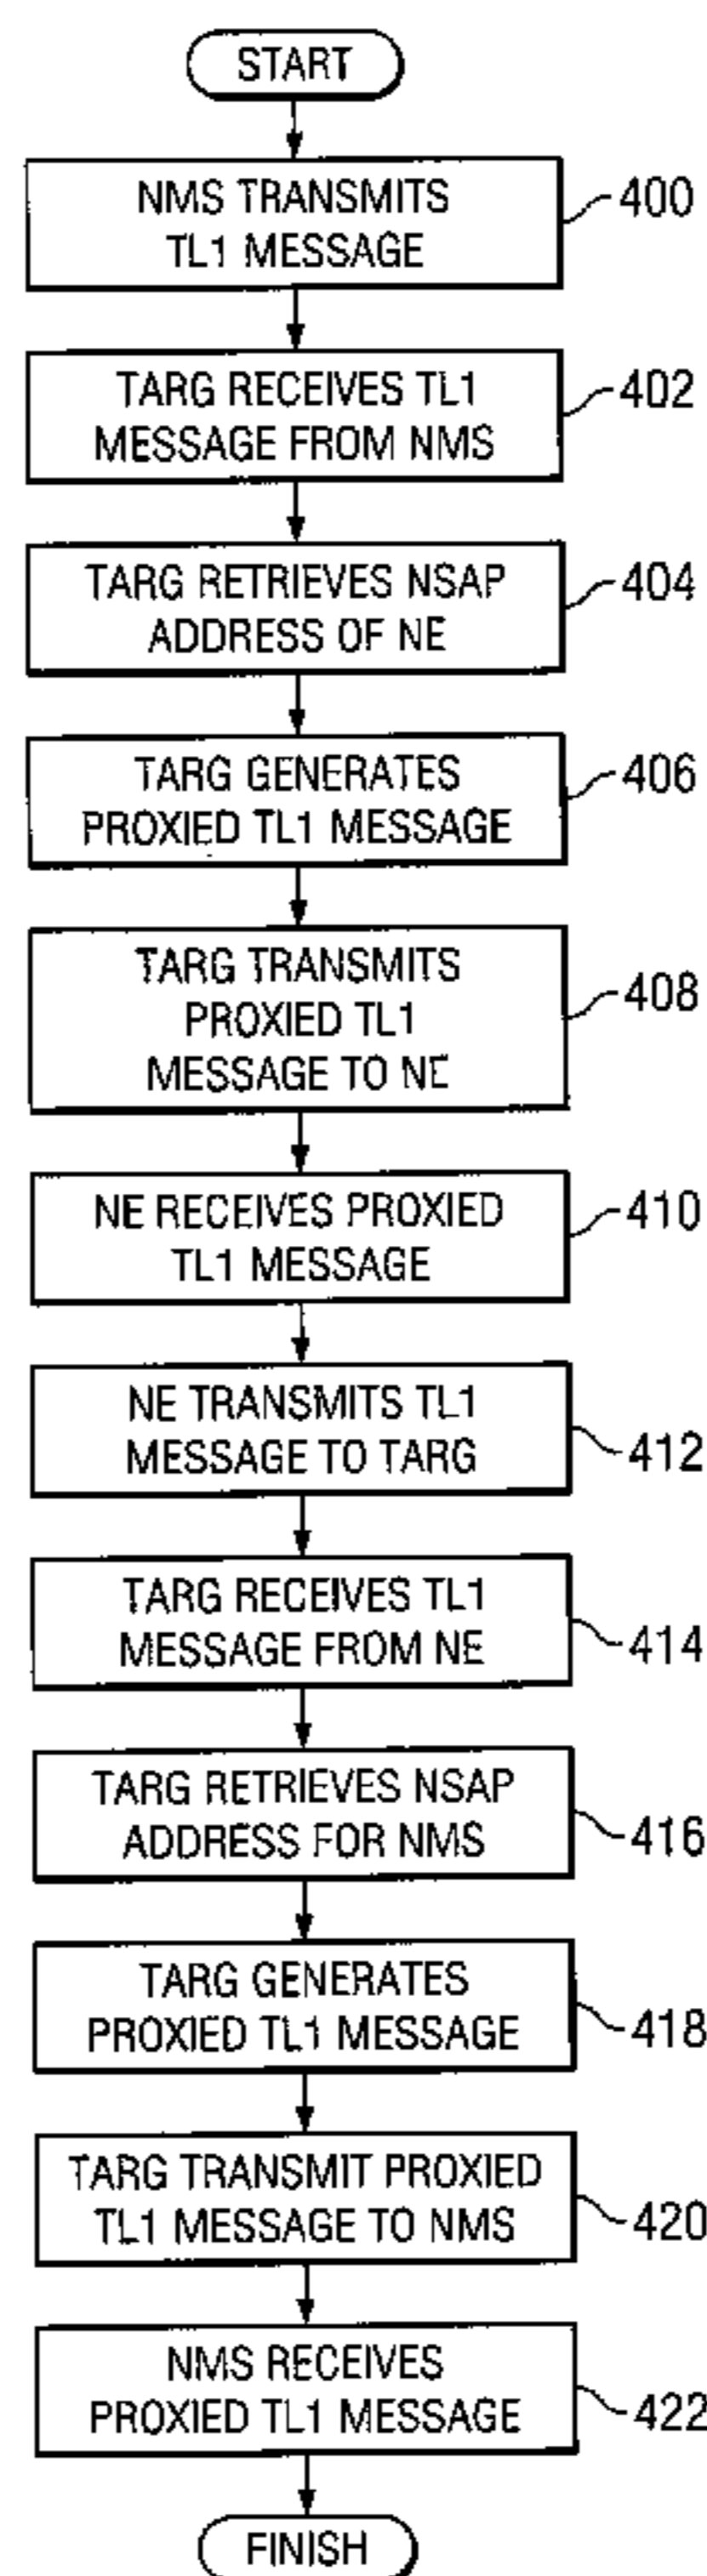 START
NMS TRANSMITS
TL1 MESSAGE
400
TARG RECEIVES TL1
MESSAGE FROM NMS
402
TARG RETRIEVES NSAP
ADDRESS OF NE
404
TARG GENERATES
PROXIED TL1 MESSAGE
406
TARG TRANSMITS
PROXIED TL1
MESSAGE TO NE
408
NE RECEIVES PROXIED
TL1 MESSAGE
410
NE TRANSMITS TL1
MESSAGE TO TARG
412
TARG RECEIVES TL1
MESSAGE FROM NE
414
TARG RETRIEVES NSAP
ADDRESS FOR NMS
416
TARG GENERATES
PROXIED TL1 MESSAGE
418
TARG TRANSMIT PROXIED
TL1 MESSAGE TO NMS
420
NMS RECEIVES
PROXIED TL1 MESSAGE
422
FINISH